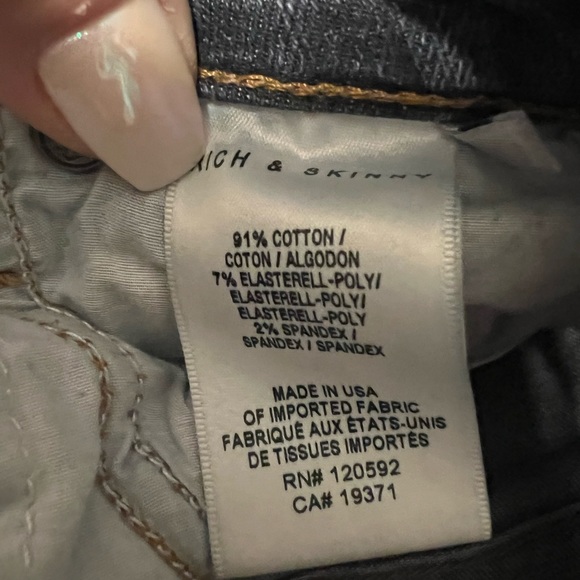 RICH & SKINNY
91% COTTON /
COTON / ALGODON
7% ELASTERELL-POLY/
ELASTERELL-POLY/
ELASTERELL-POLY
2% SPANDEX /
SPANDEX / SPANDEX
MADE IN USA
OF IMPORTED FABRIC
FABRIQUÉ AUX ÉTATS-UNIS
DE TISSUES IMPORTÉS
RN# 120592
CA# 19371